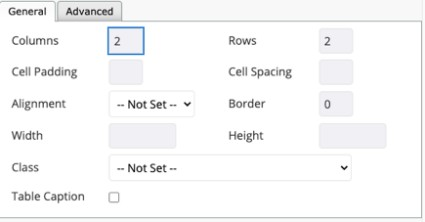 General Advanced
Columns 2 Rows 2
Cell Padding Cell Spacing
Alignment -- Not Set -- Border 0
Width Height
Class -- Not Set --
Table Caption